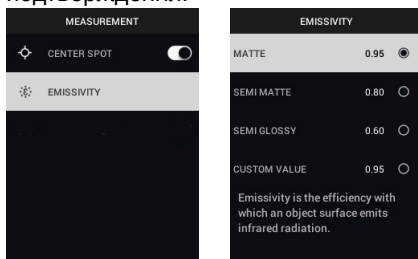 подтверждения.
MEASUREMENT
CENTER SPOT
EMISSIVITY
EMISSIVITY
MATTE 0.95
SEMI MATTE 0.80
SEMI GLOSSY 0.60
CUSTOM VALUE 0.95
Emissivity is the efficiency with
which an object surface emits
infrared radiation.